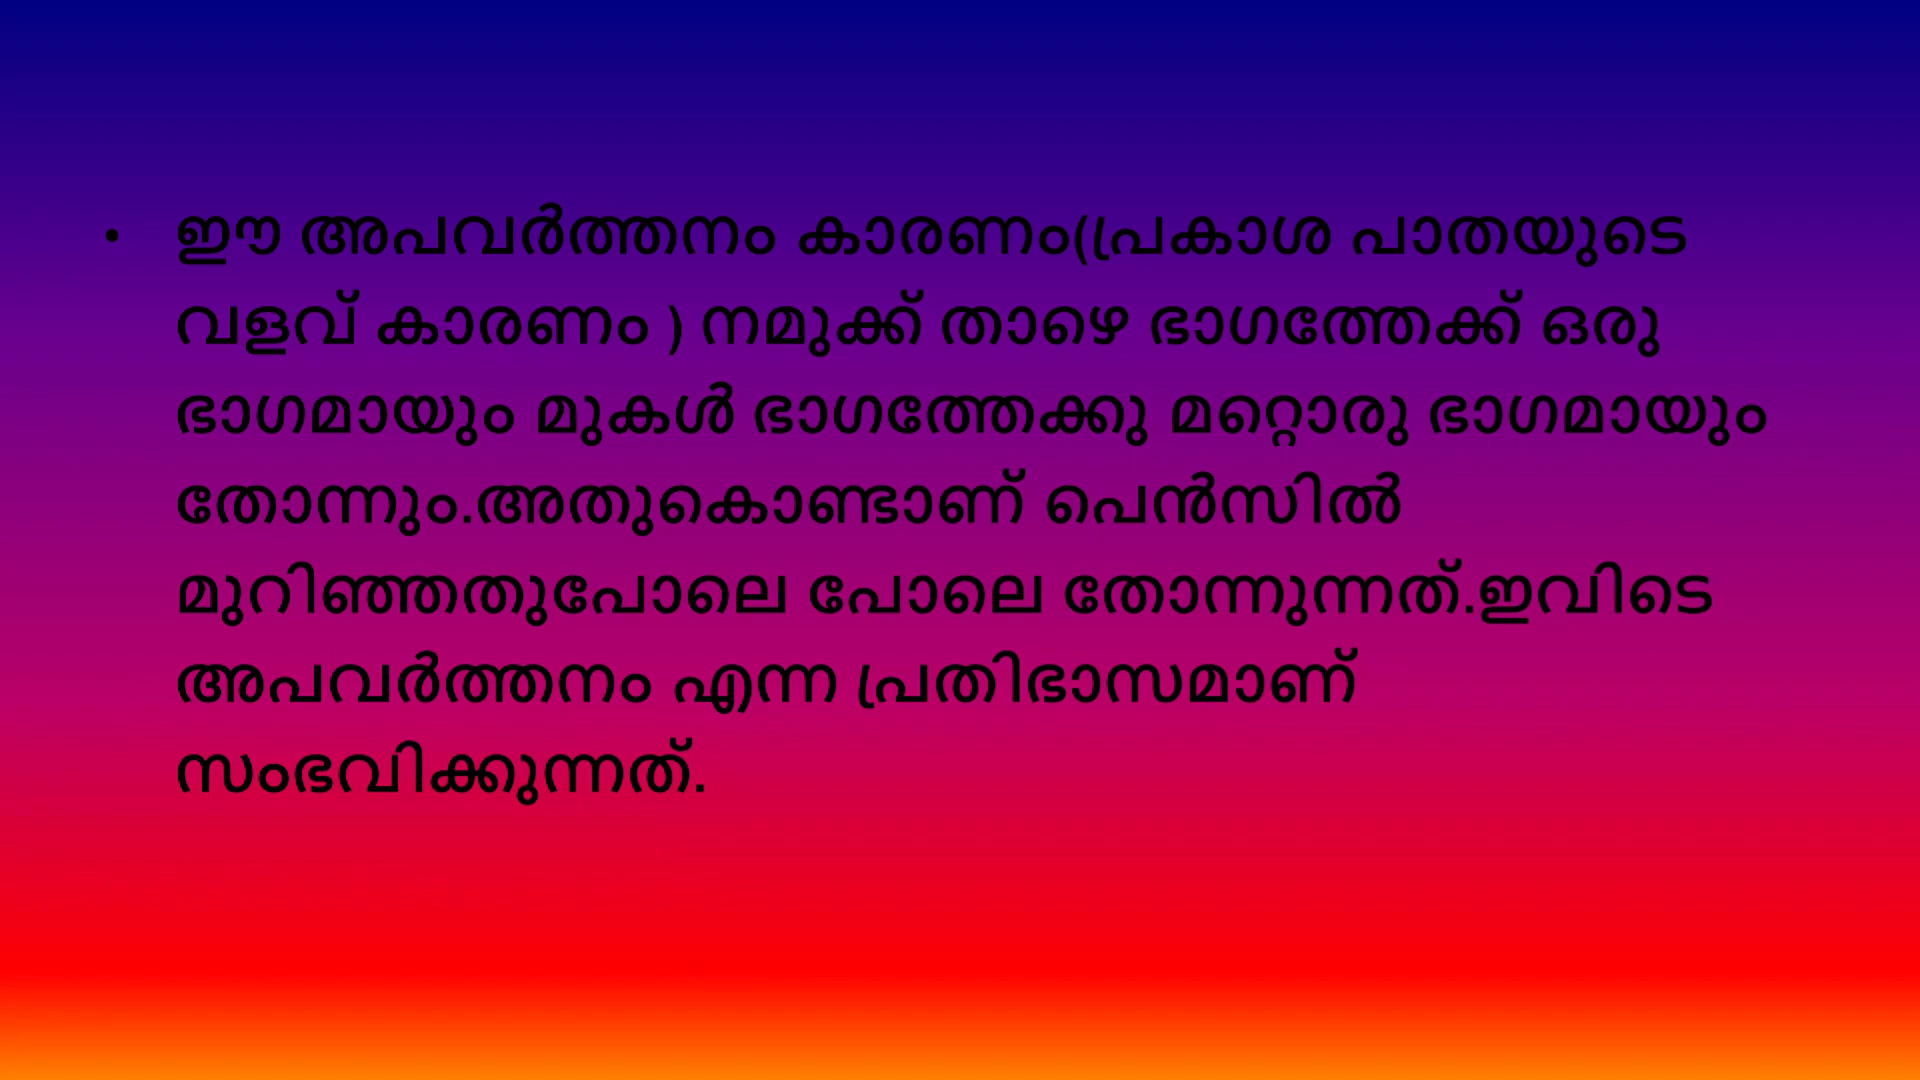 • ഈ അപവർത്തനം കാരണം(പ്രകാശ പാതയുടെ
വളവ് കാരണം ) നമുക്ക് താഴെ ഭാഗത്തേക്ക് ഒരു
ഭാഗമായും മുകൾ ഭാഗത്തേക്കു മറ്റൊരു ഭാഗമായും
തോന്നും.അതുകൊണ്ടാണ് പെൻസിൽ
മുറിഞ്ഞതുപോലെ പോലെ തോന്നുന്നത്.ഇവിടെ
അപവർത്തനം എന്ന പ്രതിഭാസമാണ്
സംഭവിക്കുന്നത്.